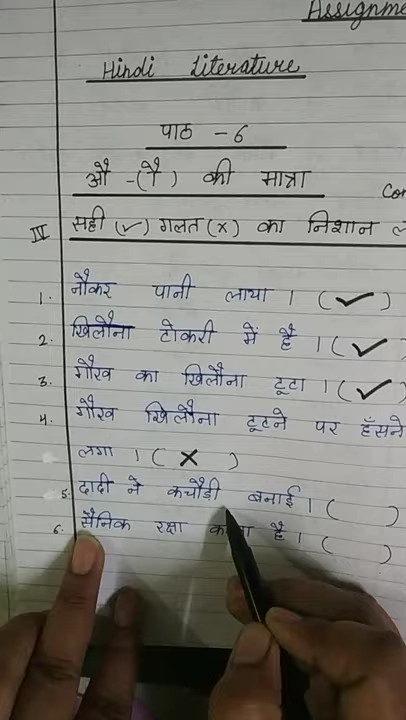 Hindi Literature
पाठ - 6
औ - (ौ) की मात्रा
IV सही (✓) गलत (x) का निशान
1. नौकर पानी लाया । ( ✓ )
2. खिलौना टोकरी में है । ( ✓
3. गौरव का खिलौना टूटा । ( ✓ )
4. गौरव खिलौना टूटने पर हँसने
लगा । ( x )
5. दादी ने कचौड़ी बनाई । ( )
6. सैनिक रक्षा है । ( )